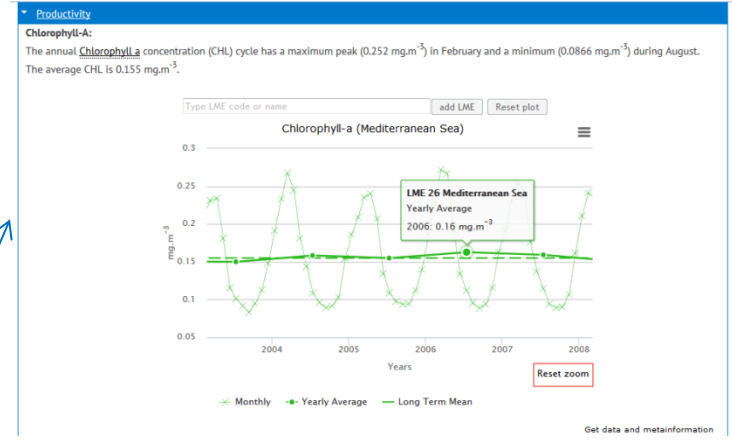 Productivity
Chlorophyll-A:
The annual Chlorophyll a concentration (CHL) cycle has a maximum peak (0.252 mg.m⁻³) in February and a minimum (0.0866 mg.m⁻³) during August.
The average CHL is 0.155 mg.m⁻³.
Type LME code or name
add LME
Reset plot
Chlorophyll-a (Mediterranean Sea)
0.3
0.25
0.2
0.15
0.1
0.05
mg.m⁻³
LME 26 Mediterranean Sea
Yearly Average
2006: 0.16 mg.m⁻³
2004 2005 2006 2007 2008
Years
Reset zoom
Monthly Yearly Average Long Term Mean
Get data and metainformation